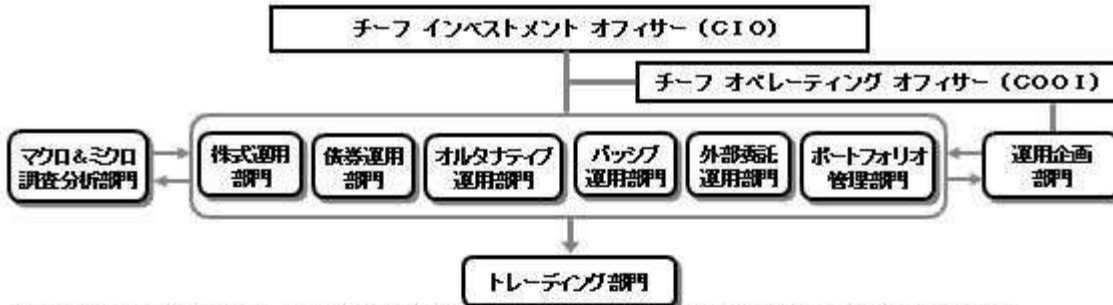 チーフ インベストメント オフィサー（CIO）
チーフ オペレーティング オフィサー（COOI）
マクロ＆ミクロ
調査分析部門
株式運用
部門
債券運用
部門
オルタナティブ
運用部門
パッシブ
運用部門
外部委託
運用部門
ポートフォリオ
管理部門
運用企画
部門
トレーディング部門